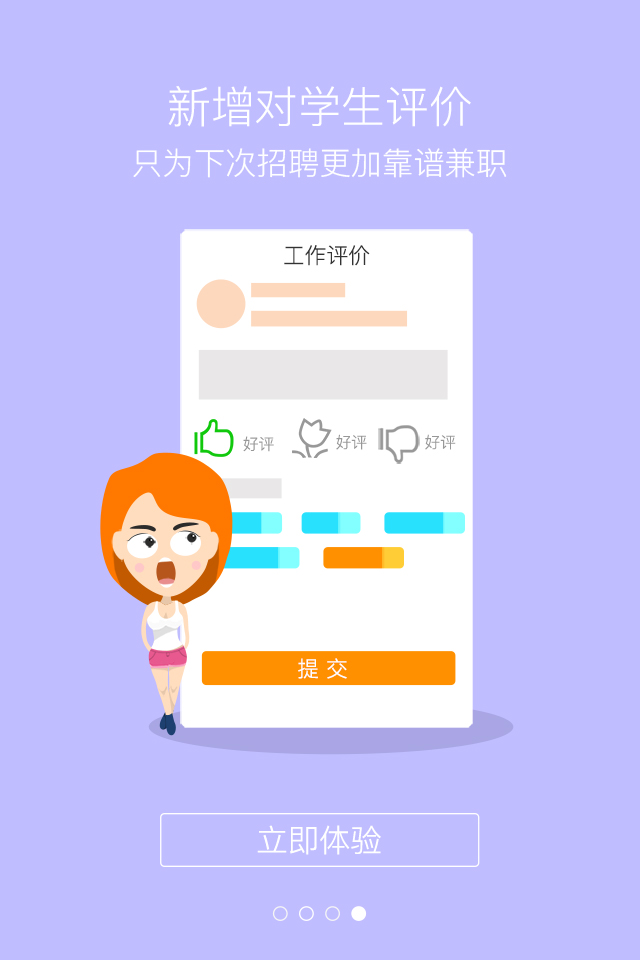 新增对学生评价
只为下次招聘更加靠谱兼职
工作评价
好评 好评 好评
提 交
立即体验